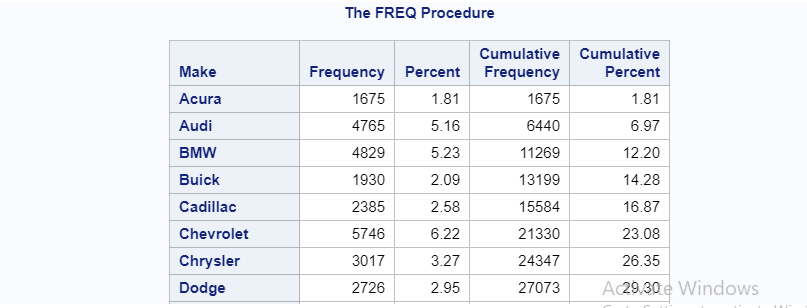 The FREQ Procedure
Make Frequency Percent Cumulative Frequency Cumulative Percent
Acura 1675 1.81 1675 1.81
Audi 4765 5.16 6440 6.97
BMW 4829 5.23 11269 12.20
Buick 1930 2.09 13199 14.28
Cadillac 2385 2.58 15584 16.87
Chevrolet 5746 6.22 21330 23.08
Chrysler 3017 3.27 24347 26.35
Dodge 2726 2.95 27073 29.30
Activate Windows